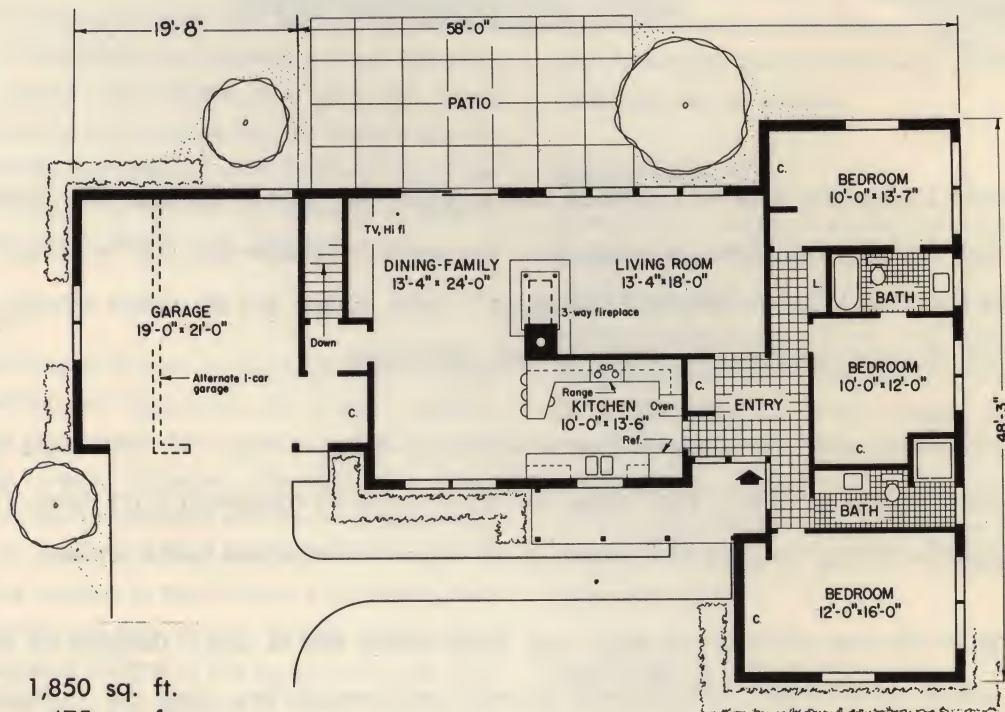 19'-8"
58'-0"
PATIO
C.
BEDROOM
10'-0" x 13'-7"
TV, Hi fi
DINING-FAMILY
13'-4" x 24'-0"
LIVING ROOM
13'-4" x 18'-0"
L.
BATH
GARAGE
19'-0" x 21'-0"
3-way fireplace
Down
Alternate 1-car
garage
BEDROOM
10'-0" x 12'-0"
48'-3"
C.
Range
KITCHEN
10'-0" x 13'-6"
Oven
C.
ENTRY
Ref.
C.
BATH
BEDROOM
12'-0" x 16'-0"
C.
1,850 sq. ft.